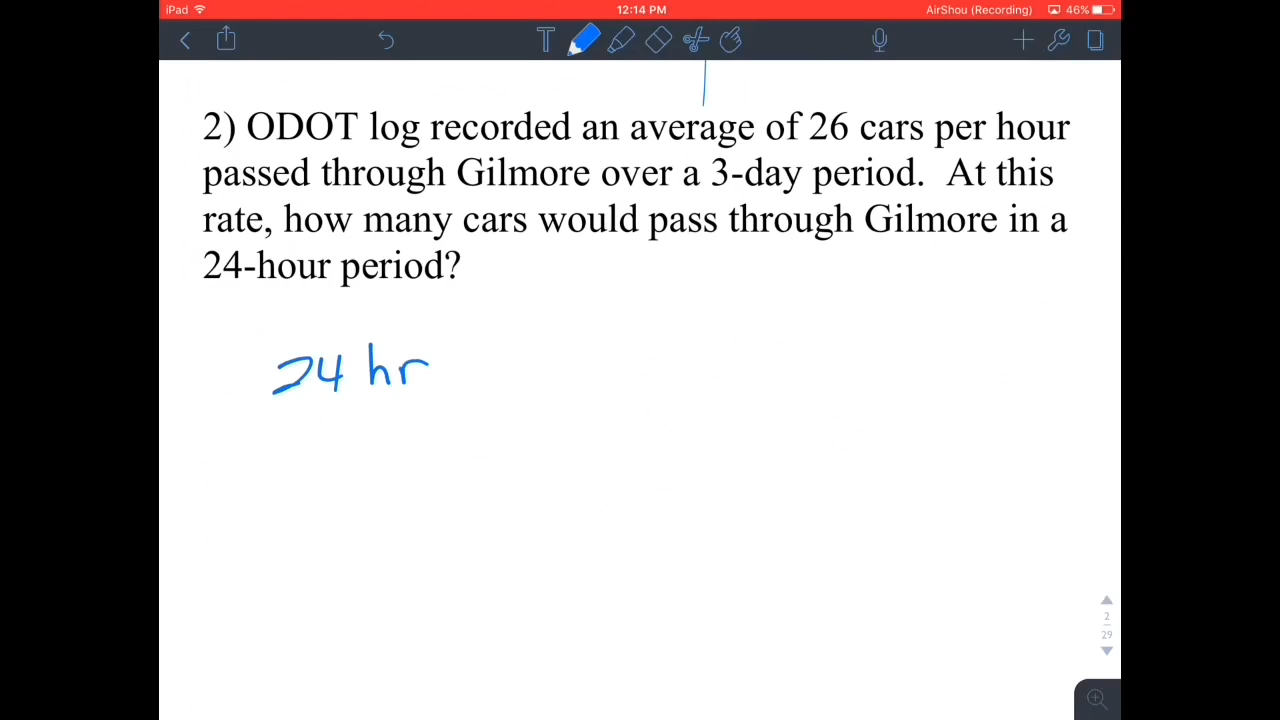 iPad 12:14 PM AirShou (Recording) 46%
T
2) ODOT log recorded an average of 26 cars per hour
passed through Gilmore over a 3-day period. At this
rate, how many cars would pass through Gilmore in a
24-hour period?
24 hr
2
29